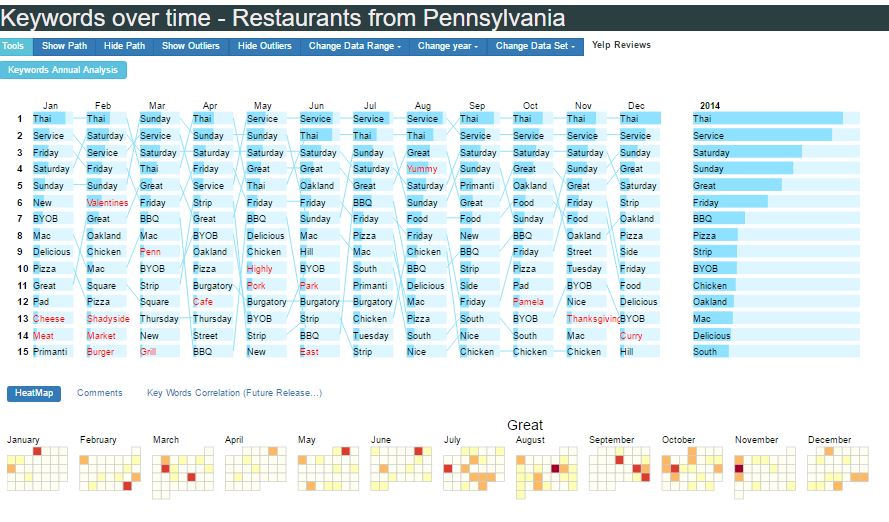 Keywords over time - Restaurants from Pennsylvania
Tools Show Path Hide Path Show Outliers Hide Outliers Change Data Range Change year Change Data Set Yelp Reviews
Keywords Annual Analysis
Jan Feb Mar Apr May Jun Jul Aug Sep Oct Nov Dec 2014
1 Thai Thai Sunday Thai Service Service Service Service Thai Thai Thai Thai Thai
2 Service Saturday Service Sunday Sunday Thai Thai Thai Service Service Service Service Service
3 Friday Service Saturday Saturday Saturday Saturday Sunday Great Saturday Saturday Saturday Sunday Saturday
4 Saturday Friday Thai Friday Great Sunday Saturday Yummy Sunday Great Sunday Great Sunday
5 Sunday Sunday Great Service Thai Oakland Great Saturday Primanti Oakland Great Saturday Great
6 New Valentines Friday Strip Friday Great BBQ Sunday Great Food Friday Strip Friday
7 BYOB Great BBQ Great BBQ Sunday Friday Food Food Sunday Food Oakland BBQ
8 Mac Oakland Mac BYOB Delicious Mac Pizza Friday New BBQ Oakland Pizza Pizza
9 Delicious Chicken Penn Oakland Chicken Hill Mac Chicken BBQ Friday Street Side Strip
10 Pizza Mac BYOB Pizza Highly BYOB South BBQ Strip Pizza Tuesday Friday BYOB
11 Great Square Strip Burgatory Pork Park Primanti Delicious Side Pad BYOB Food Chicken
12 Pad Pizza Square Cafe Burgatory Burgatory Burgatory Mac Friday Pamela Nice Delicious Oakland
13 Cheese Shadyside Thursday Thursday BYOB Strip Chicken Pizza South BYOB Thanksgiving BYOB Mac
14 Meat Market New Street Strip BBQ Tuesday South Nice South Mac Curry Delicious
15 Primanti Burger Grill BBQ New East Strip Nice Chicken Chicken Chicken Hill South
HeatMap Comments Key Words Correlation (Future Release...)
Great
January February March April May June July August September October November December